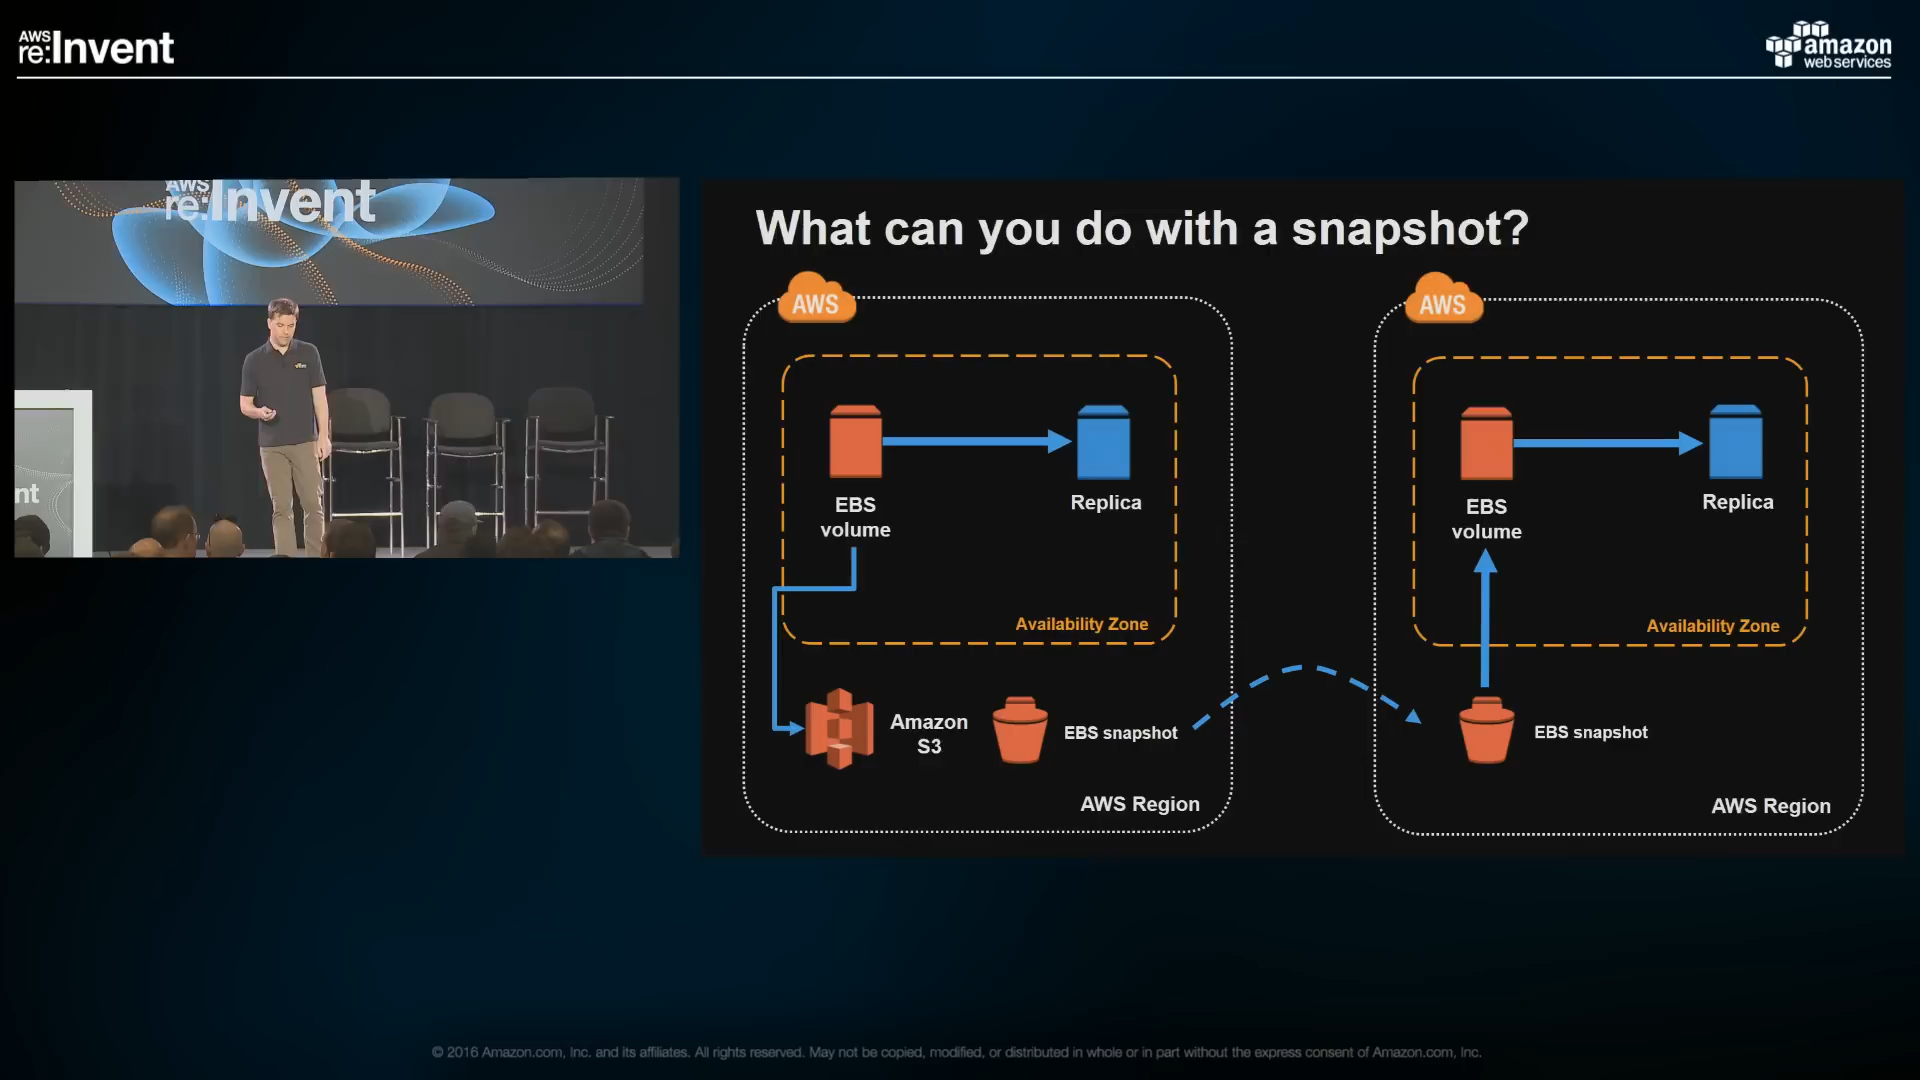 AWS
re:Invent
amazon
web services
AWS
re:Invent
nt
What can you do with a snapshot?
AWS
AWS
EBS
volume
Replica
Availability Zone
EBS
volume
Replica
Availability Zone
Amazon
S3
EBS snapshot
AWS Region
EBS snapshot
AWS Region
© 2016 Amazon.com, Inc. and its affiliates. All rights reserved. May not be copied, modified, or distributed in whole or in part without the express consent of Amazon.com, Inc.